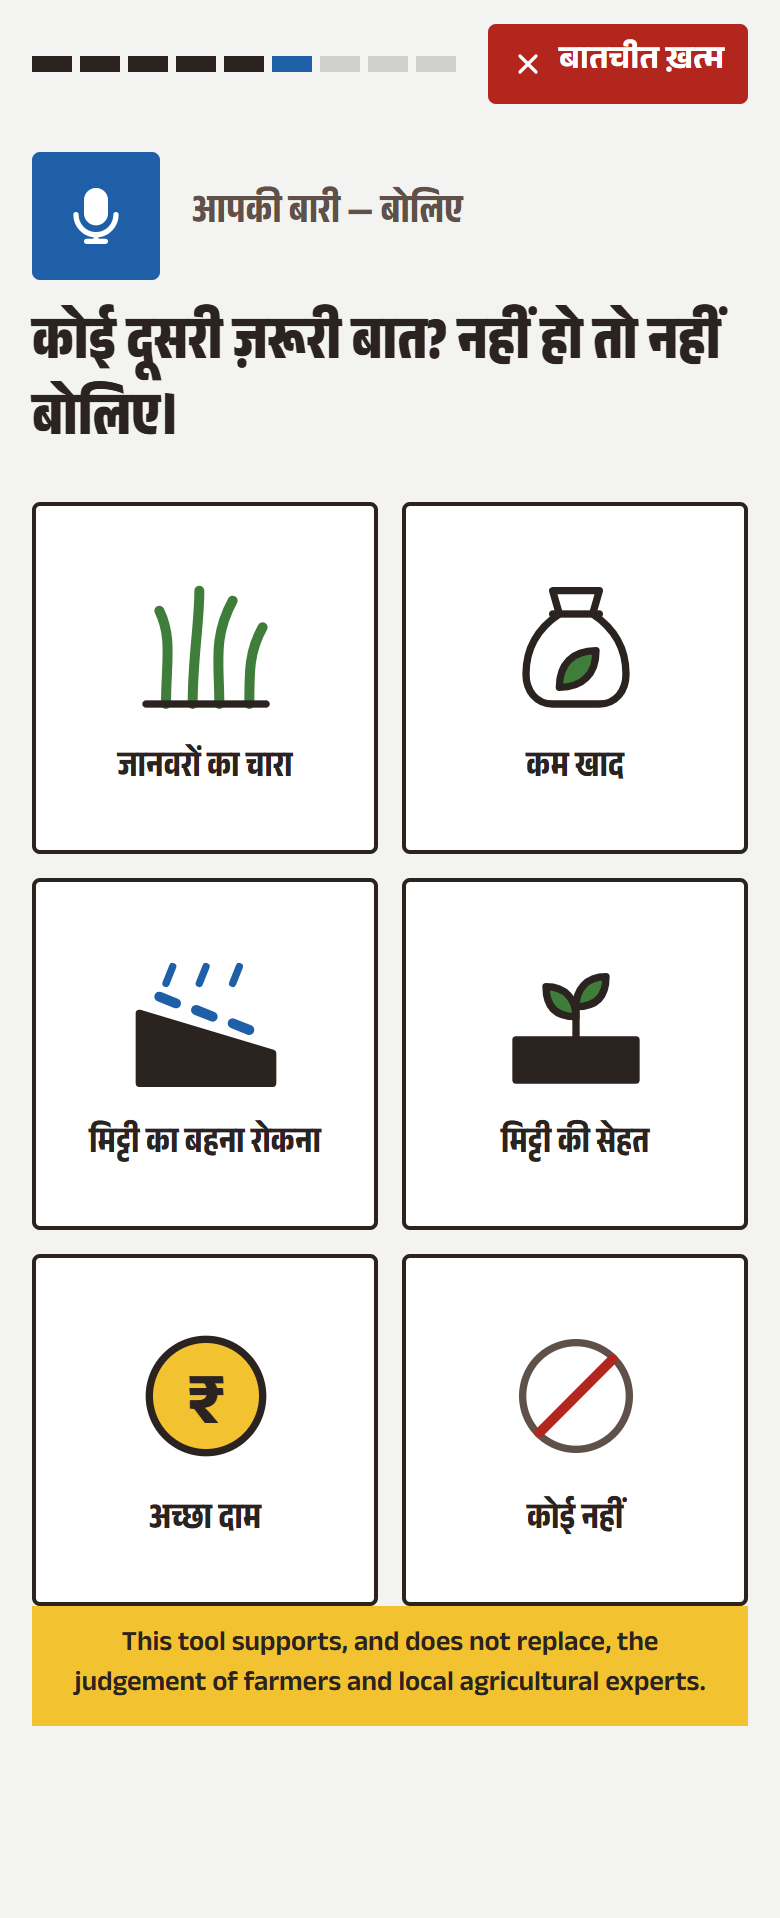 बातचीत ख़त्म
आपकी बारी – बोलिए
कोई दूसरी ज़रूरी बात? नहीं हो तो नहीं
बोलिए।
जानवरों का चारा
कम खाद
मिट्टी का बहना रोकना
मिट्टी की सेहत
₹
अच्छा दाम
कोई नहीं
This tool supports, and does not replace, the
judgement of farmers and local agricultural experts.